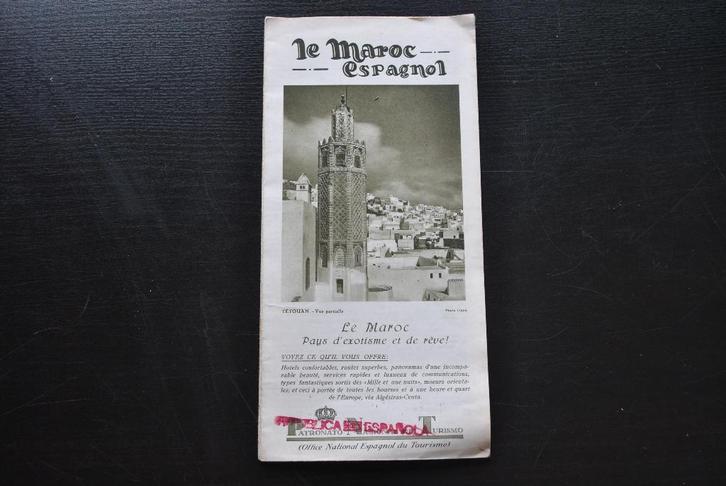 le Maroc
espagnol
TETOUAN. - Vue partielle
Photo
Le Maroc
Pays d'exotisme et de rêve!
VOYEZ CE QU'IL VOUS OFFRE:
Hotels confortables, routes superbes, panoramas d'une incompa-
rable beauté, services rapides et luxueux de communications,
types fantastiques sortis des «Mille et une nuits», moeurs orienta-
les; et ceci à portée de toutes les bourses et à une heure et quart
de l'Europe, via Algésiras-Ceuta.
PATRONATO NACIONAL TURISMO
REPUBLICA ESPAÑOLA
(Office National Espagnol du Tourisme)